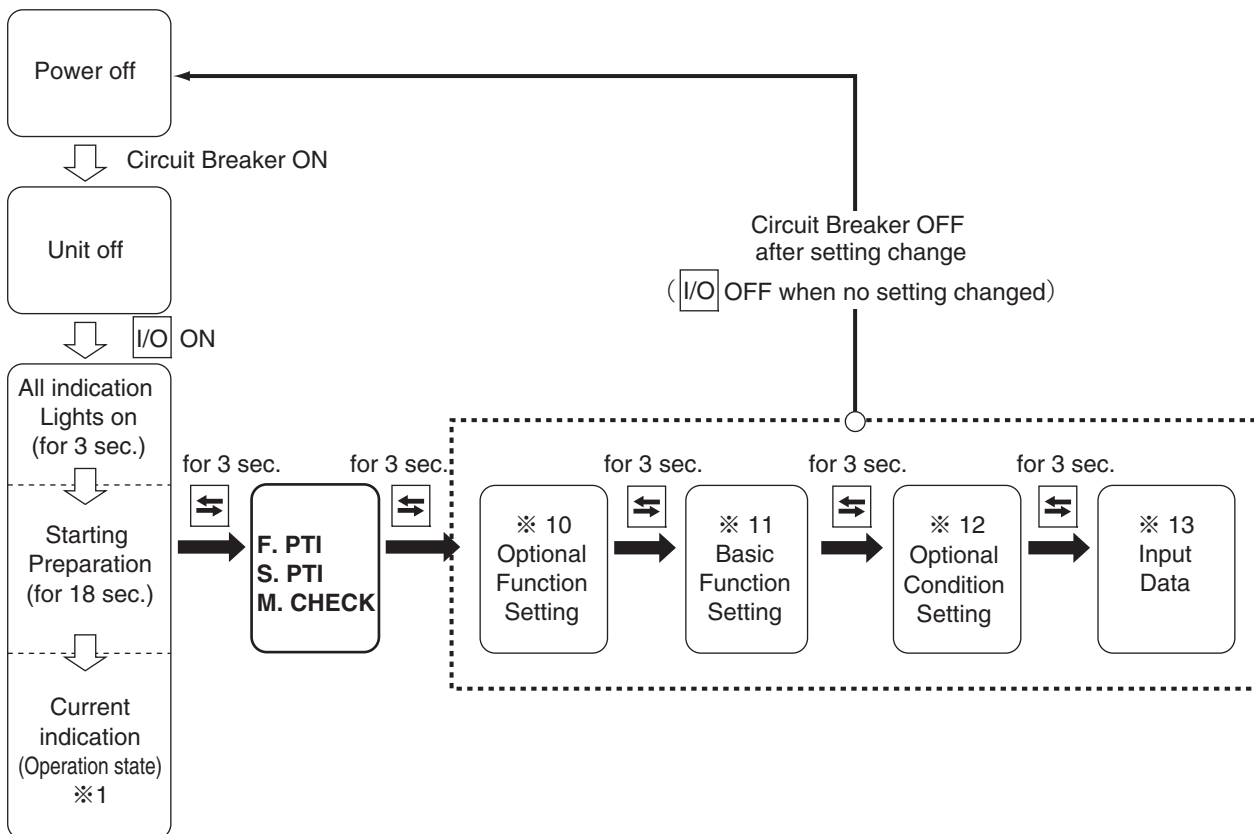 Power off
Circuit Breaker ON
Unit off
I/O ON
All indication
Lights on
(for 3 sec.)
Starting
Preparation
(for 18 sec.)
Current
indication
(Operation state)
※1
for 3 sec.
F. PTI
S. PTI
M. CHECK
for 3 sec.
Circuit Breaker OFF
after setting change
( I/O OFF when no setting changed)
※ 10
Optional
Function
Setting
for 3 sec.
※ 11
Basic
Function
Setting
for 3 sec.
※ 12
Optional
Condition
Setting
for 3 sec.
※ 13
Input
Data